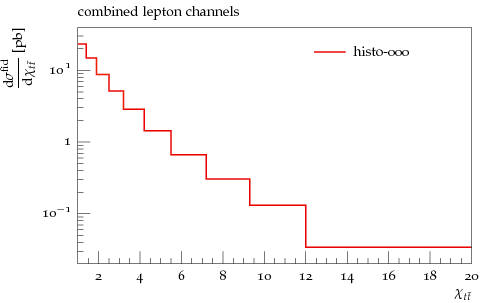 combined lepton channels
dσ^fid / dχ_tt̄ [pb]
histo-000
10^1
1
10^−1
2 4 6 8 10 12 14 16 18 20
χ_tt̄